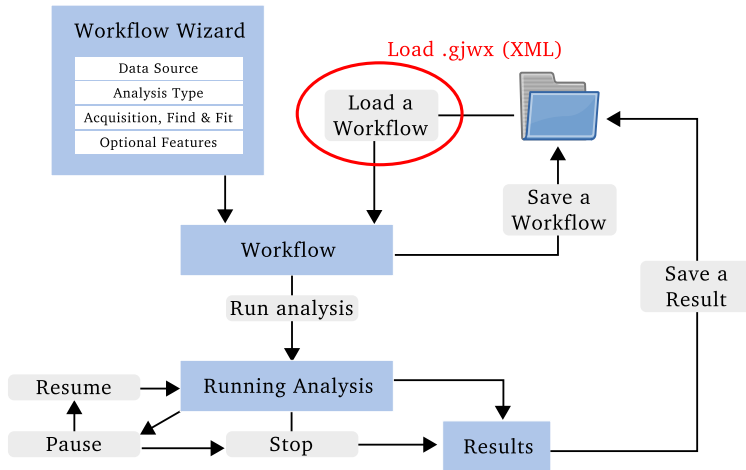 Workflow Wizard
Data Source
Analysis Type
Acquisition, Find & Fit
Optional Features
Load .gjwx (XML)
Load a
Workflow
Save a
Workflow
Workflow
Save a
Result
Run analysis
Running Analysis
Resume
Pause
Stop
Results